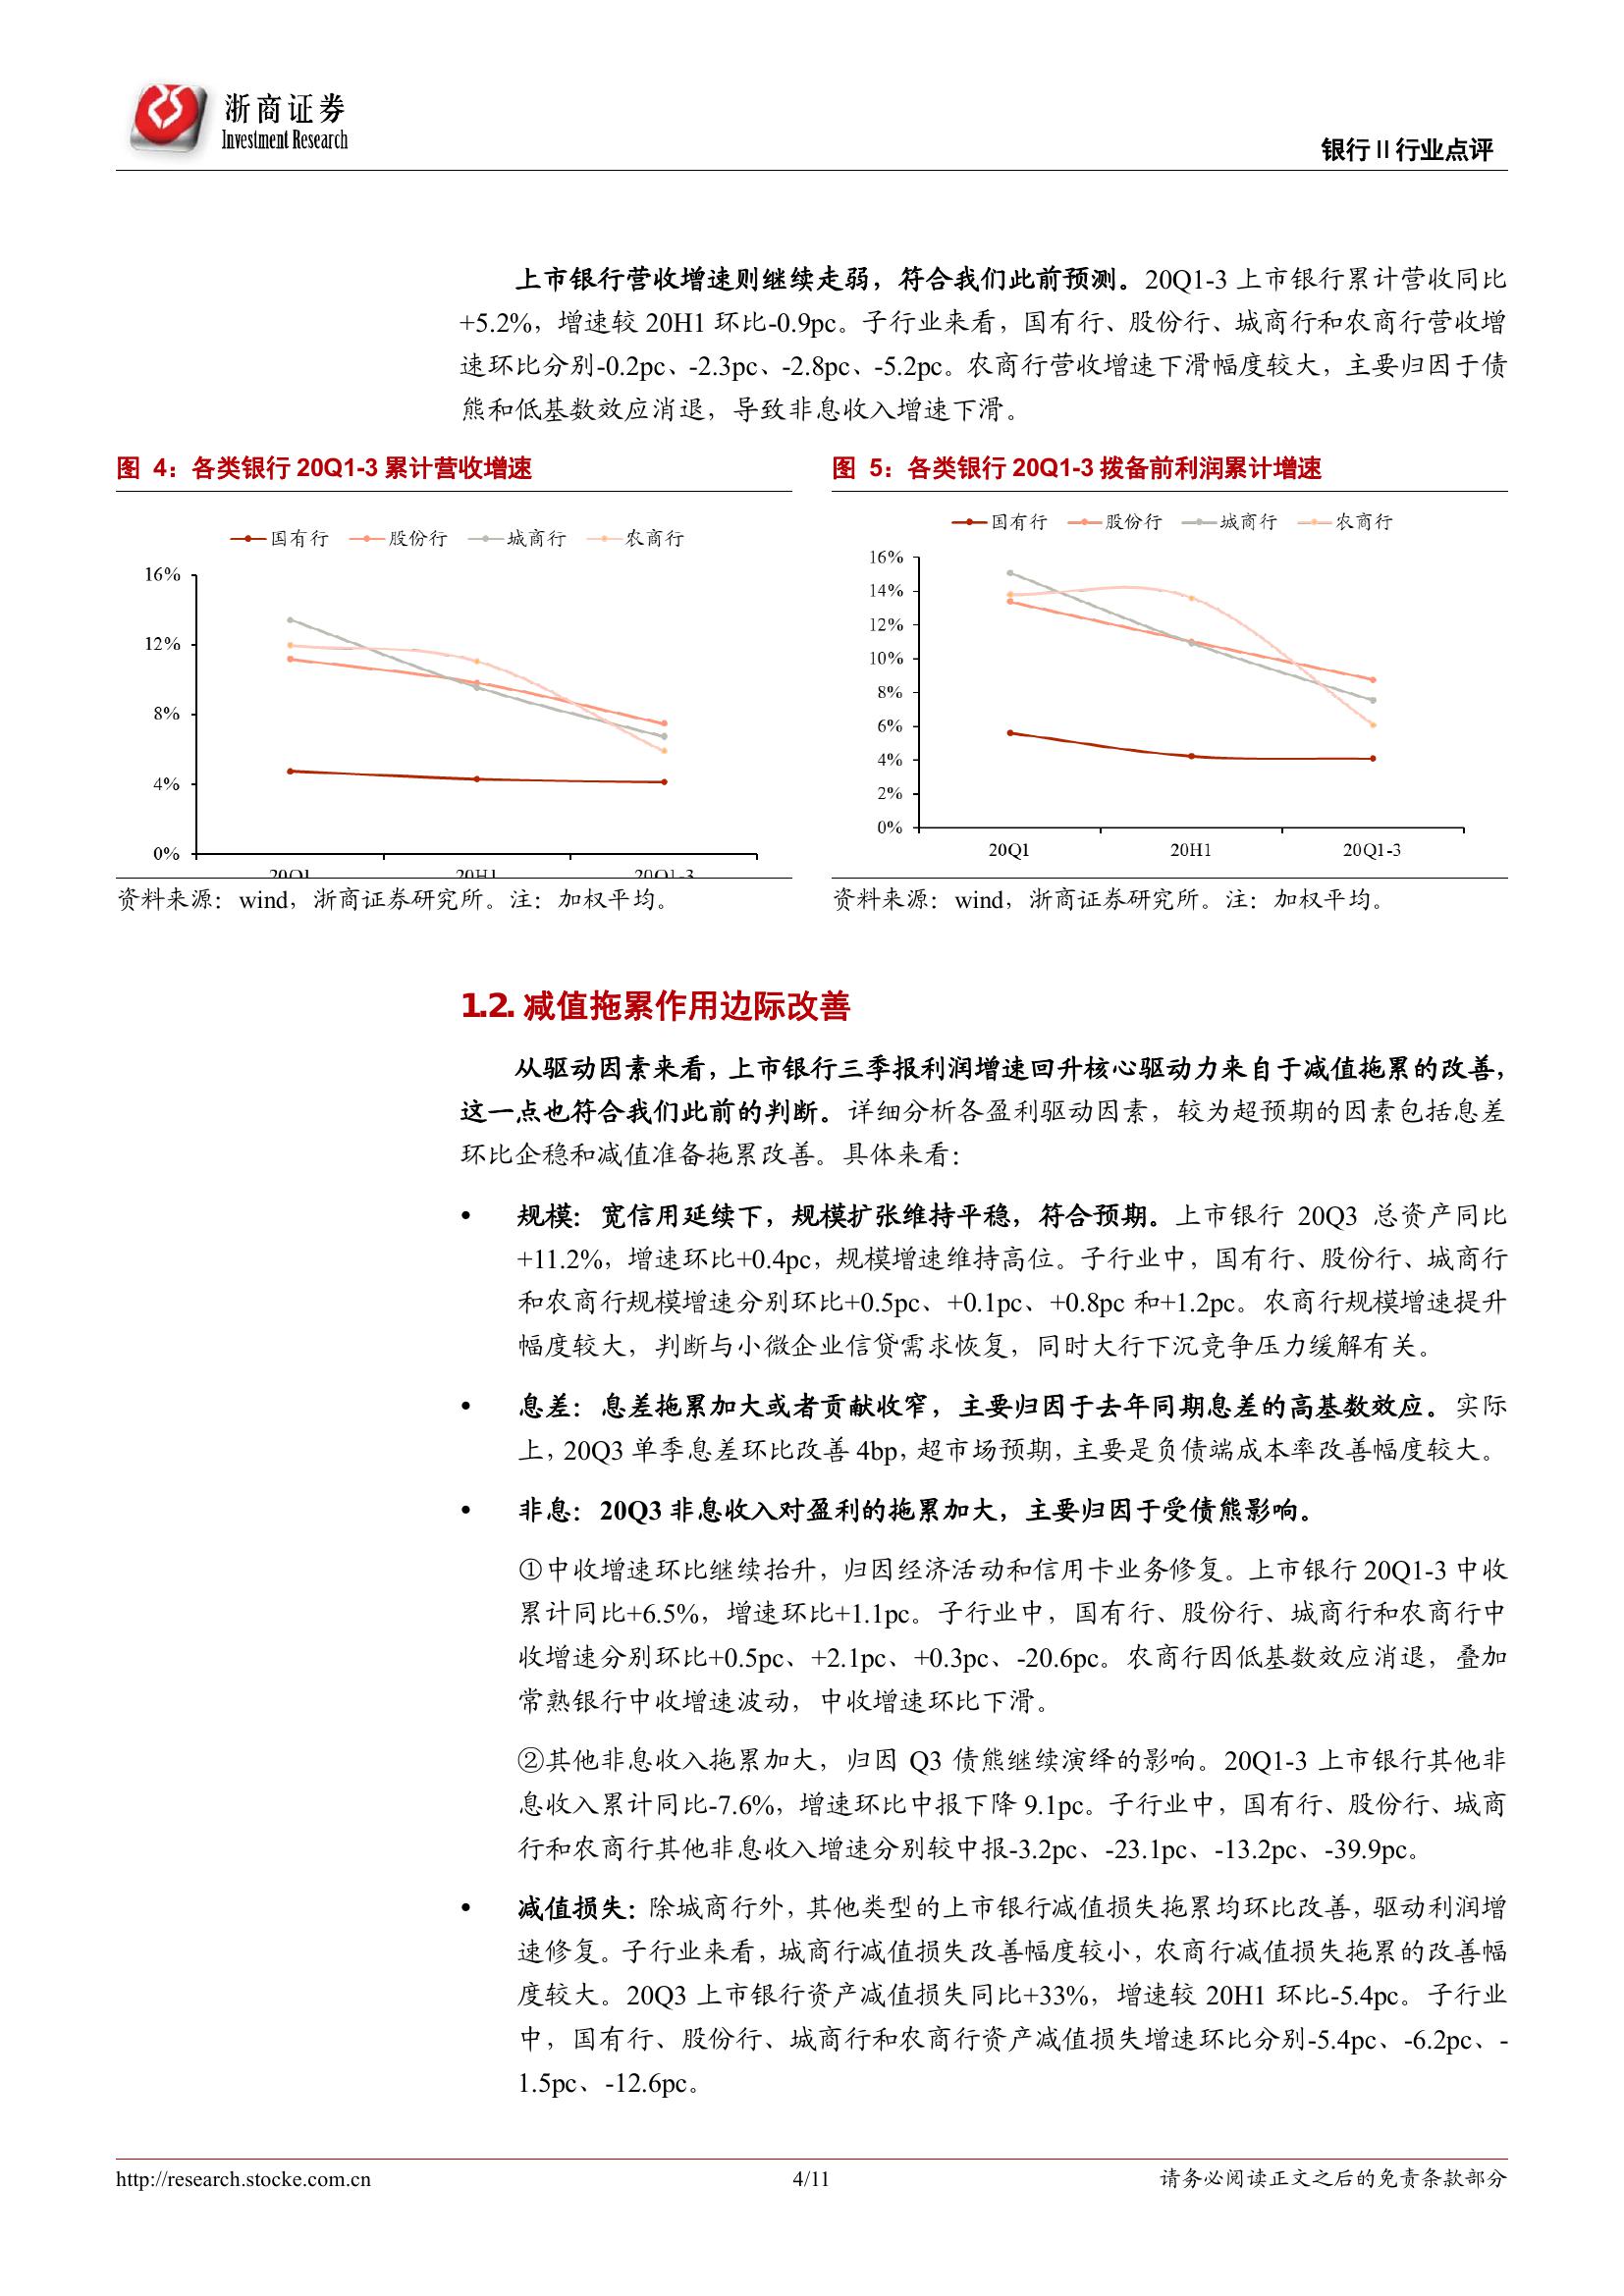 浙商证券
Investment Research
银行 II 行业点评
上市银行营收增速则继续走弱，符合我们此前预测。20Q1-3 上市银行累计营收同比
+5.2%，增速较 20H1 环比-0.9pc。子行业来看，国有行、股份行、城商行和农商行营收增
速环比分别-0.2pc、-2.3pc、-2.8pc、-5.2pc。农商行营收增速下滑幅度较大，主要归因于债
熊和低基数效应消退，导致非息收入增速下滑。
图 4：各类银行 20Q1-3 累计营收增速
国有行 股份行 城商行 农商行
16%
12%
8%
4%
0%
20Q1 20H1 20Q1-3
资料来源：wind，浙商证券研究所。注：加权平均。
图 5：各类银行 20Q1-3 拨备前利润累计增速
国有行 股份行 城商行 农商行
16%
14%
12%
10%
8%
6%
4%
2%
0%
20Q1 20H1 20Q1-3
资料来源：wind，浙商证券研究所。注：加权平均。
1.2. 减值拖累作用边际改善
从驱动因素来看，上市银行三季报利润增速回升核心驱动力来自于减值拖累的改善，
这一点也符合我们此前的判断。详细分析各盈利驱动因素，较为超预期的因素包括息差
环比企稳和减值准备拖累改善。具体来看：
• 规模：宽信用延续下，规模扩张维持平稳，符合预期。上市银行 20Q3 总资产同比
+11.2%，增速环比+0.4pc，规模增速维持高位。子行业中，国有行、股份行、城商行
和农商行规模增速分别环比+0.5pc、+0.1pc、+0.8pc 和+1.2pc。农商行规模增速提升
幅度较大，判断与小微企业信贷需求恢复，同时大行下沉竞争压力缓解有关。
• 息差：息差拖累加大或者贡献收窄，主要归因于去年同期息差的高基数效应。实际
上，20Q3 单季息差环比改善 4bp，超市场预期，主要是负债端成本率改善幅度较大。
• 非息：20Q3 非息收入对盈利的拖累加大，主要归因于受债熊影响。
①中收增速环比继续抬升，归因经济活动和信用卡业务修复。上市银行 20Q1-3 中收
累计同比+6.5%，增速环比+1.1pc。子行业中，国有行、股份行、城商行和农商行中
收增速分别环比+0.5pc、+2.1pc、+0.3pc、-20.6pc。农商行因低基数效应消退，叠加
常熟银行中收增速波动，中收增速环比下滑。
②其他非息收入拖累加大，归因 Q3 债熊继续演绎的影响。20Q1-3 上市银行其他非
息收入累计同比-7.6%，增速环比中报下降 9.1pc。子行业中，国有行、股份行、城商
行和农商行其他非息收入增速分别较中报-3.2pc、-23.1pc、-13.2pc、-39.9pc。
• 减值损失：除城商行外，其他类型的上市银行减值损失拖累均环比改善，驱动利润增
速修复。子行业来看，城商行减值损失改善幅度较小，农商行减值损失拖累的改善幅
度较大。20Q3 上市银行资产减值损失同比+33%，增速较 20H1 环比-5.4pc。子行业
中，国有行、股份行、城商行和农商行资产减值损失增速环比分别-5.4pc、-6.2pc、-
1.5pc、-12.6pc。
http://research.stocke.com.cn
4/11
请务必阅读正文之后的免责条款部分